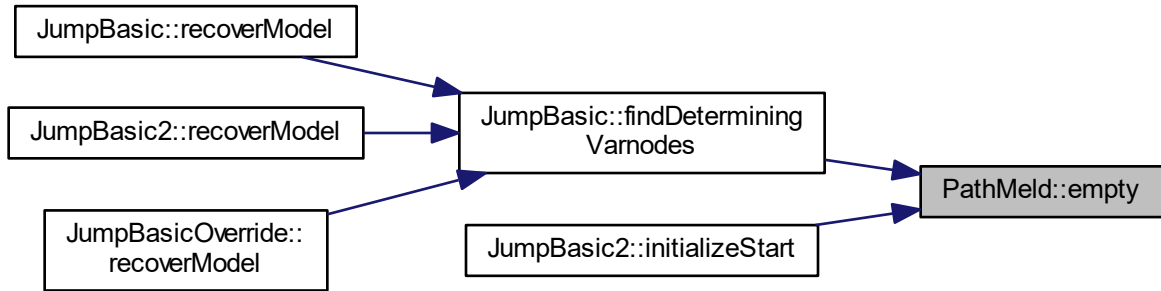 JumpBasic::recoverModel
JumpBasic2::recoverModel
JumpBasicOverride::
recoverModel
JumpBasic::findDetermining
Varnodes
JumpBasic2::initializeStart
PathMeld::empty